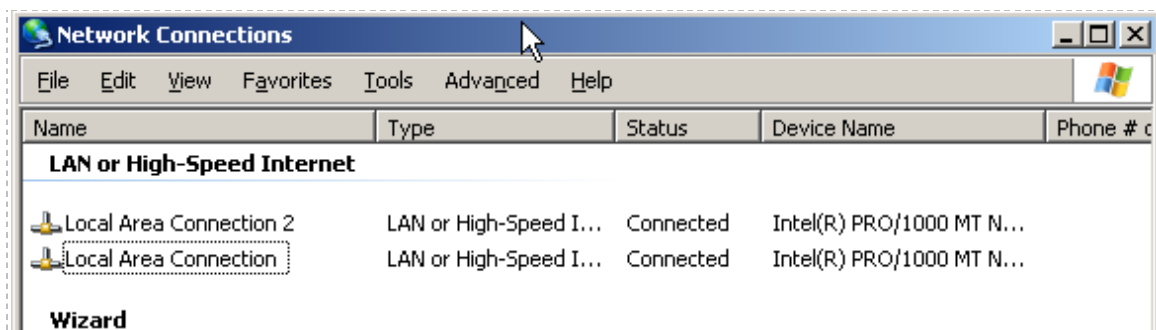 Network Connections
File Edit View Favorites Tools Advanced Help
Name Type Status Device Name Phone #
LAN or High-Speed Internet
Local Area Connection 2 LAN or High-Speed I... Connected Intel(R) PRO/1000 MT N...
Local Area Connection LAN or High-Speed I... Connected Intel(R) PRO/1000 MT N...
Wizard